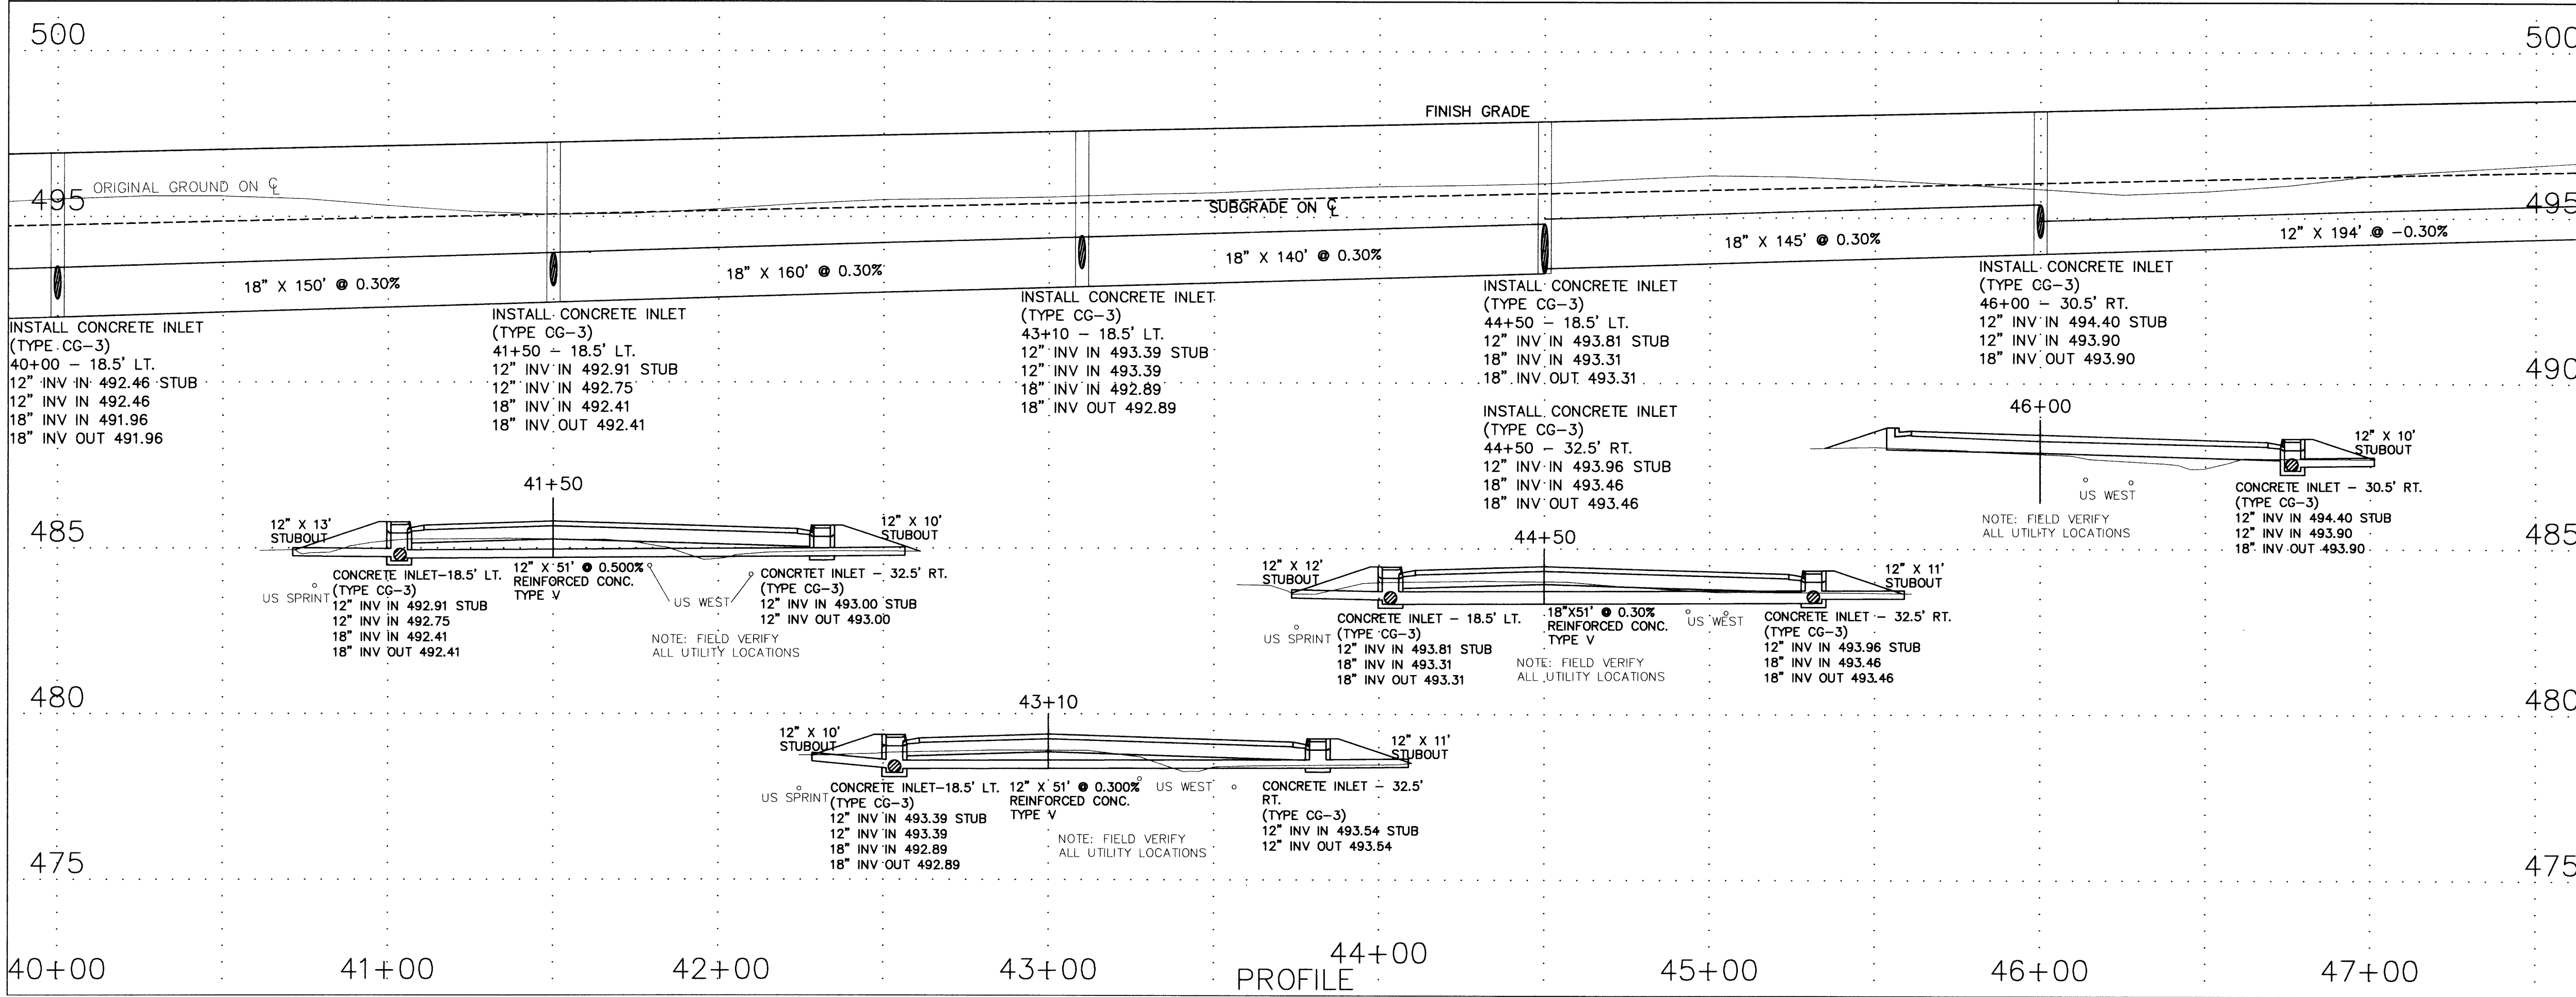 500
500
FINISH GRADE
ORIGINAL GROUND ON ℄
495
SUBGRADE ON ℄
495
18" X 150' @ 0.30%
18" X 160' @ 0.30%
18" X 140' @ 0.30%
18" X 145' @ 0.30%
12" X 194' @ -0.30%
INSTALL CONCRETE INLET
(TYPE CG-3)
40+00 - 18.5' LT.
12" INV IN 492.46 STUB
12" INV IN 492.46
18" INV IN 491.96
18" INV OUT 491.96
INSTALL CONCRETE INLET
(TYPE CG-3)
41+50 - 18.5' LT.
12" INV IN 492.91 STUB
12" INV IN 492.75
18" INV IN 492.41
18" INV OUT 492.41
INSTALL CONCRETE INLET
(TYPE CG-3)
43+10 - 18.5' LT.
12" INV IN 493.39 STUB
12" INV IN 493.39
18" INV IN 492.89
18" INV OUT 492.89
INSTALL CONCRETE INLET
(TYPE CG-3)
44+50 - 18.5' LT.
12" INV IN 493.81 STUB
18" INV IN 493.31
18" INV OUT 493.31
INSTALL CONCRETE INLET
(TYPE CG-3)
44+50 - 32.5' RT.
12" INV IN 493.96 STUB
18" INV IN 493.46
18" INV OUT 493.46
INSTALL CONCRETE INLET
(TYPE CG-3)
46+00 - 30.5' RT.
12" INV IN 494.40 STUB
12" INV IN 493.90
18" INV OUT 493.90
490
46+00
12" X 10'
STUBOUT
US WEST
NOTE: FIELD VERIFY
ALL UTILITY LOCATIONS
CONCRETE INLET - 30.5' RT.
(TYPE CG-3)
12" INV IN 494.40 STUB
12" INV IN 493.90
18" INV OUT 493.90
485
485
41+50
12" X 13'
STUBOUT
12" X 10'
STUBOUT
US SPRINT
CONCRETE INLET-18.5' LT.
(TYPE CG-3)
12" INV IN 492.91 STUB
12" INV IN 492.75
18" INV IN 492.41
18" INV OUT 492.41
12" X 51' @ 0.500%
REINFORCED CONC.
TYPE V
US WEST
CONCRTET INLET - 32.5' RT.
(TYPE CG-3)
12" INV IN 493.00 STUB
12" INV OUT 493.00
NOTE: FIELD VERIFY
ALL UTILITY LOCATIONS
44+50
12" X 12'
STUBOUT
12" X 11'
STUBOUT
US SPRINT
CONCRETE INLET - 18.5' LT.
(TYPE CG-3)
12" INV IN 493.81 STUB
18" INV IN 493.31
18" INV OUT 493.31
18"X51' @ 0.30%
REINFORCED CONC.
TYPE V
US WEST
CONCRETE INLET - 32.5' RT.
(TYPE CG-3)
12" INV IN 493.96 STUB
18" INV IN 493.46
18" INV OUT 493.46
NOTE: FIELD VERIFY
ALL UTILITY LOCATIONS
480
480
43+10
12" X 10'
STUBOUT
12" X 11'
STUBOUT
US SPRINT
CONCRETE INLET-18.5' LT.
(TYPE CG-3)
12" INV IN 493.39 STUB
12" INV IN 493.39
18" INV IN 492.89
18" INV OUT 492.89
12" X 51' @ 0.300%
REINFORCED CONC.
TYPE V
US WEST
CONCRETE INLET - 32.5'
RT.
(TYPE CG-3)
12" INV IN 493.54 STUB
12" INV OUT 493.54
NOTE: FIELD VERIFY
ALL UTILITY LOCATIONS
475
475
40+00
41+00
42+00
43+00
44+00
45+00
46+00
47+00
PROFILE